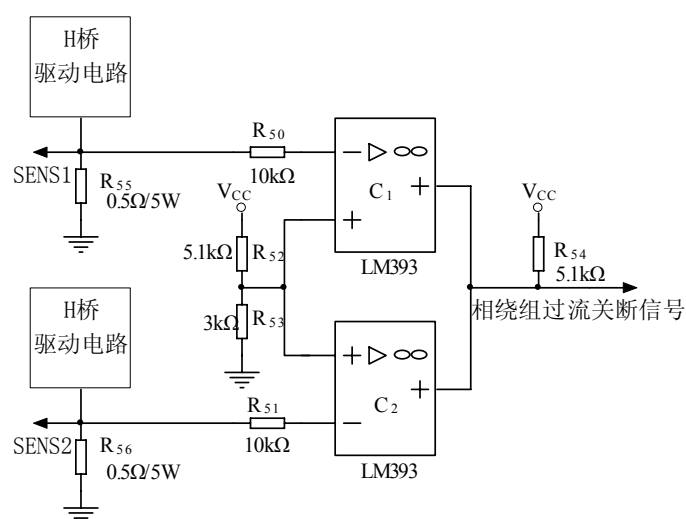 H桥
驱动电路
SENS1
R55
0.5Ω/5W
R50
10kΩ
VCC
5.1kΩ
R52
3kΩ
R53
− ▷ ∞
C1
+
+
LM393
VCC
R54
5.1kΩ
相绕组过流关断信号
H桥
驱动电路
SENS2
R56
0.5Ω/5W
R51
10kΩ
+ ▷ ∞
C2
+
−
LM393